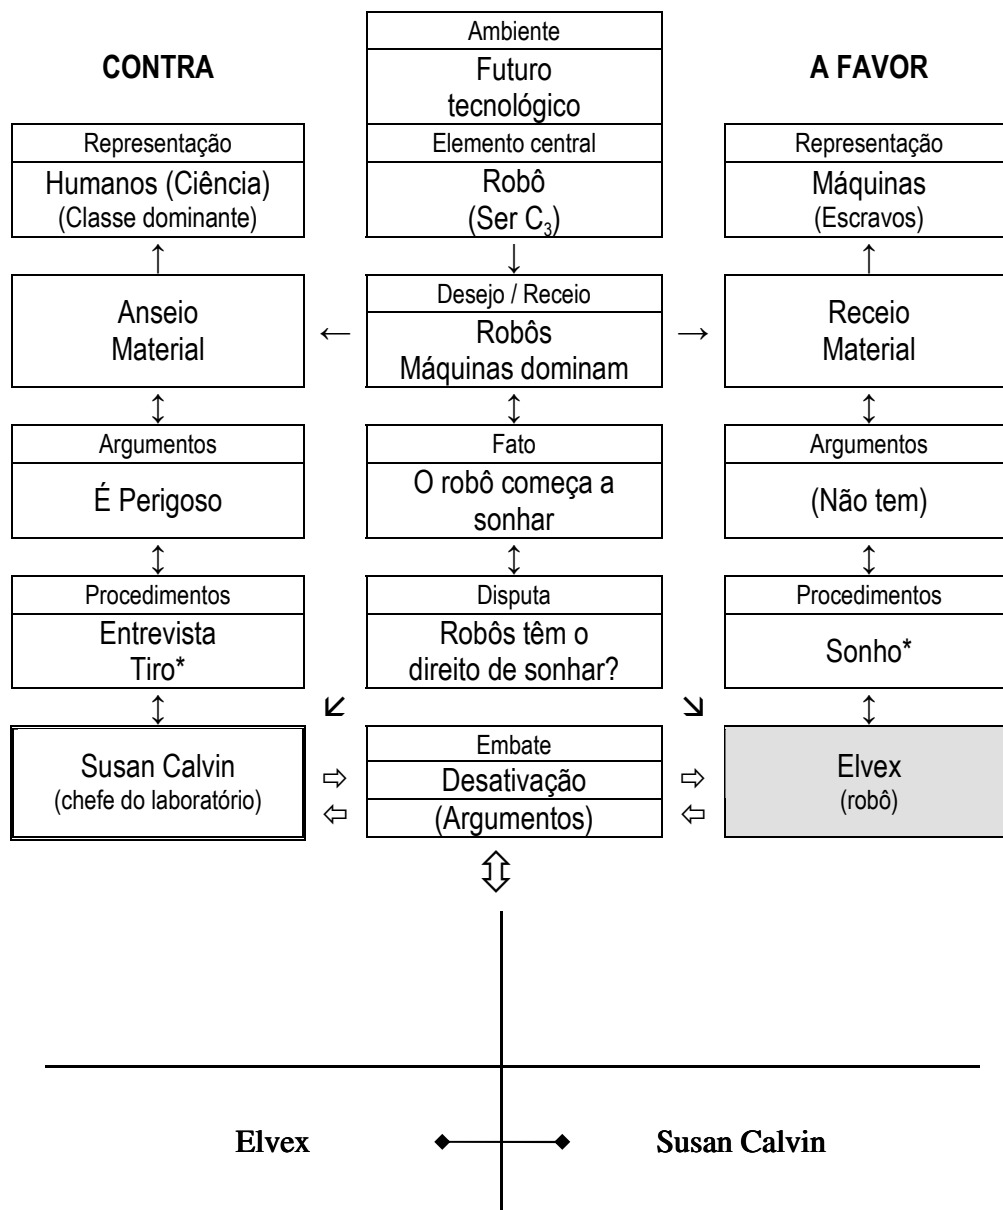 Ambiente
CONTRA
Futuro
tecnológico
A FAVOR
Representação
Humanos (Ciência)
(Classe dominante)
Elemento central
Robô
(Ser C₃)
Representação
Máquinas
(Escravos)
Anseio
Material
Desejo / Receio
Robôs
Máquinas dominam
Receio
Material
Argumentos
É Perigoso
Fato
O robô começa a
sonhar
Argumentos
(Não tem)
Procedimentos
Entrevista
Tiro*
Disputa
Robôs têm o
direito de sonhar?
Procedimentos
Sonho*
Susan Calvin
(chefe do laboratório)
Embate
Desativação
(Argumentos)
Elvex
(robô)
Elvex
Susan Calvin